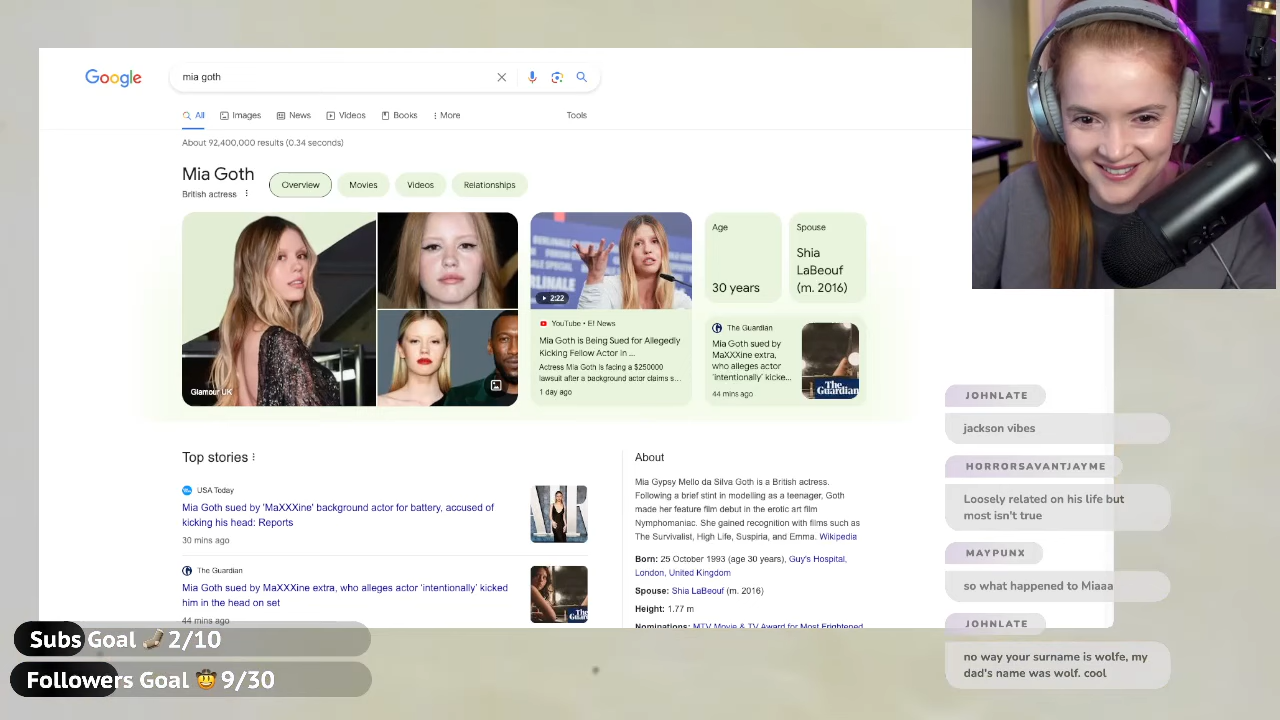 Google
mia goth
All
Images
News
Videos
Books
More
Tools
About 92,400,000 results (0.34 seconds)
Mia Goth
British actress
Overview
Movies
Videos
Relationships
Glamour UK
2:22
YouTube • E! News
Mia Goth is Being Sued for Allegedly
Kicking Fellow Actor in ...
Actress Mia Goth Is facing a $250000
lawsuit after a background actor claims s...
1 day ago
Age
30 years
Spouse
Shia
LaBeouf
(m. 2016)
The Guardian
Mia Goth sued by
MaXXXine extra,
who alleges actor
'intentionally' kicke...
44 mins ago
The
Guardian
Top stories
USA Today
Mia Goth sued by 'MaXXXine' background actor for battery, accused of
kicking his head: Reports
30 mins ago
The Guardian
Mia Goth sued by MaXXXine extra, who alleges actor 'intentionally' kicked
him in the head on set
44 mins ago
About
Mia Gypsy Mello da Silva Goth is a British actress.
Following a brief stint in modelling as a teenager, Goth
made her feature film debut in the erotic art film
Nymphomaniac. She gained recognition with films such as
The Survivalist, High Life, Suspiria, and Emma. Wikipedia
Born: 25 October 1993 (age 30 years), Guy's Hospital,
London, United Kingdom
Spouse: Shia LaBeouf (m. 2016)
Height: 1.77 m
Nominations: MTV Movie & TV Award for Most Frightened
JOHNLATE
jackson vibes
HORRORSAVANTJAYME
Loosely related on his life but
most isn't true
MAYPUNX
so what happened to Miaaa
JOHNLATE
no way your surname is wolfe, my
dad's name was wolf. cool
Subs Goal 🧦 2/10
Followers Goal 🤠 9/30